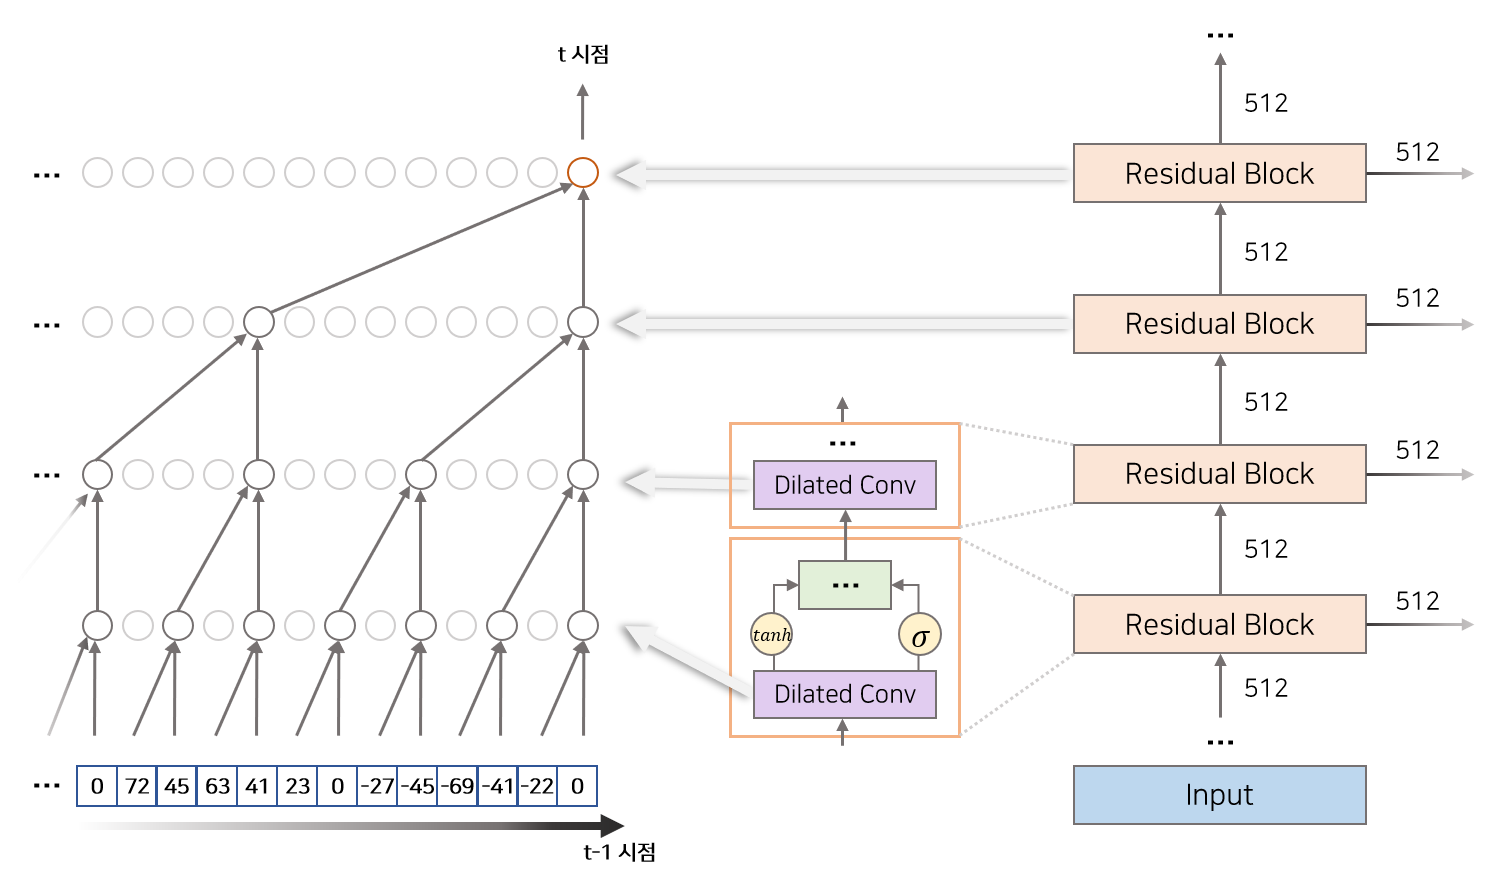 ...
t 시점
512
... Residual Block 512
512
... Residual Block 512
512
...
... Dilated Conv Residual Block 512
512
...
tanh σ Residual Block 512
Dilated Conv
512
...
... 0 72 45 63 41 23 0 -27 -45 -69 -41 -22 0 Input
t-1 시점